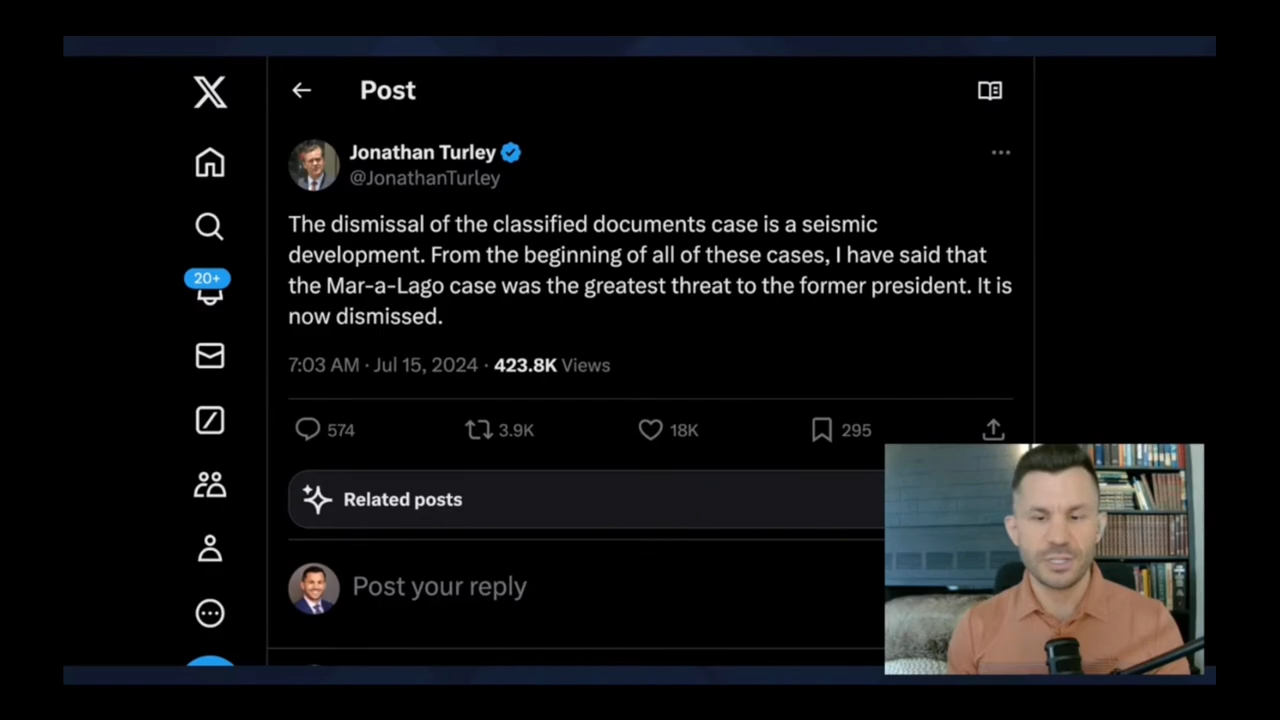 Post
Jonathan Turley
@JonathanTurley
The dismissal of the classified documents case is a seismic
development. From the beginning of all of these cases, I have said that
the Mar-a-Lago case was the greatest threat to the former president. It is
now dismissed.
7:03 AM · Jul 15, 2024 · 423.8K Views
20+
574 3.9K 18K 295
Related posts
Post your reply